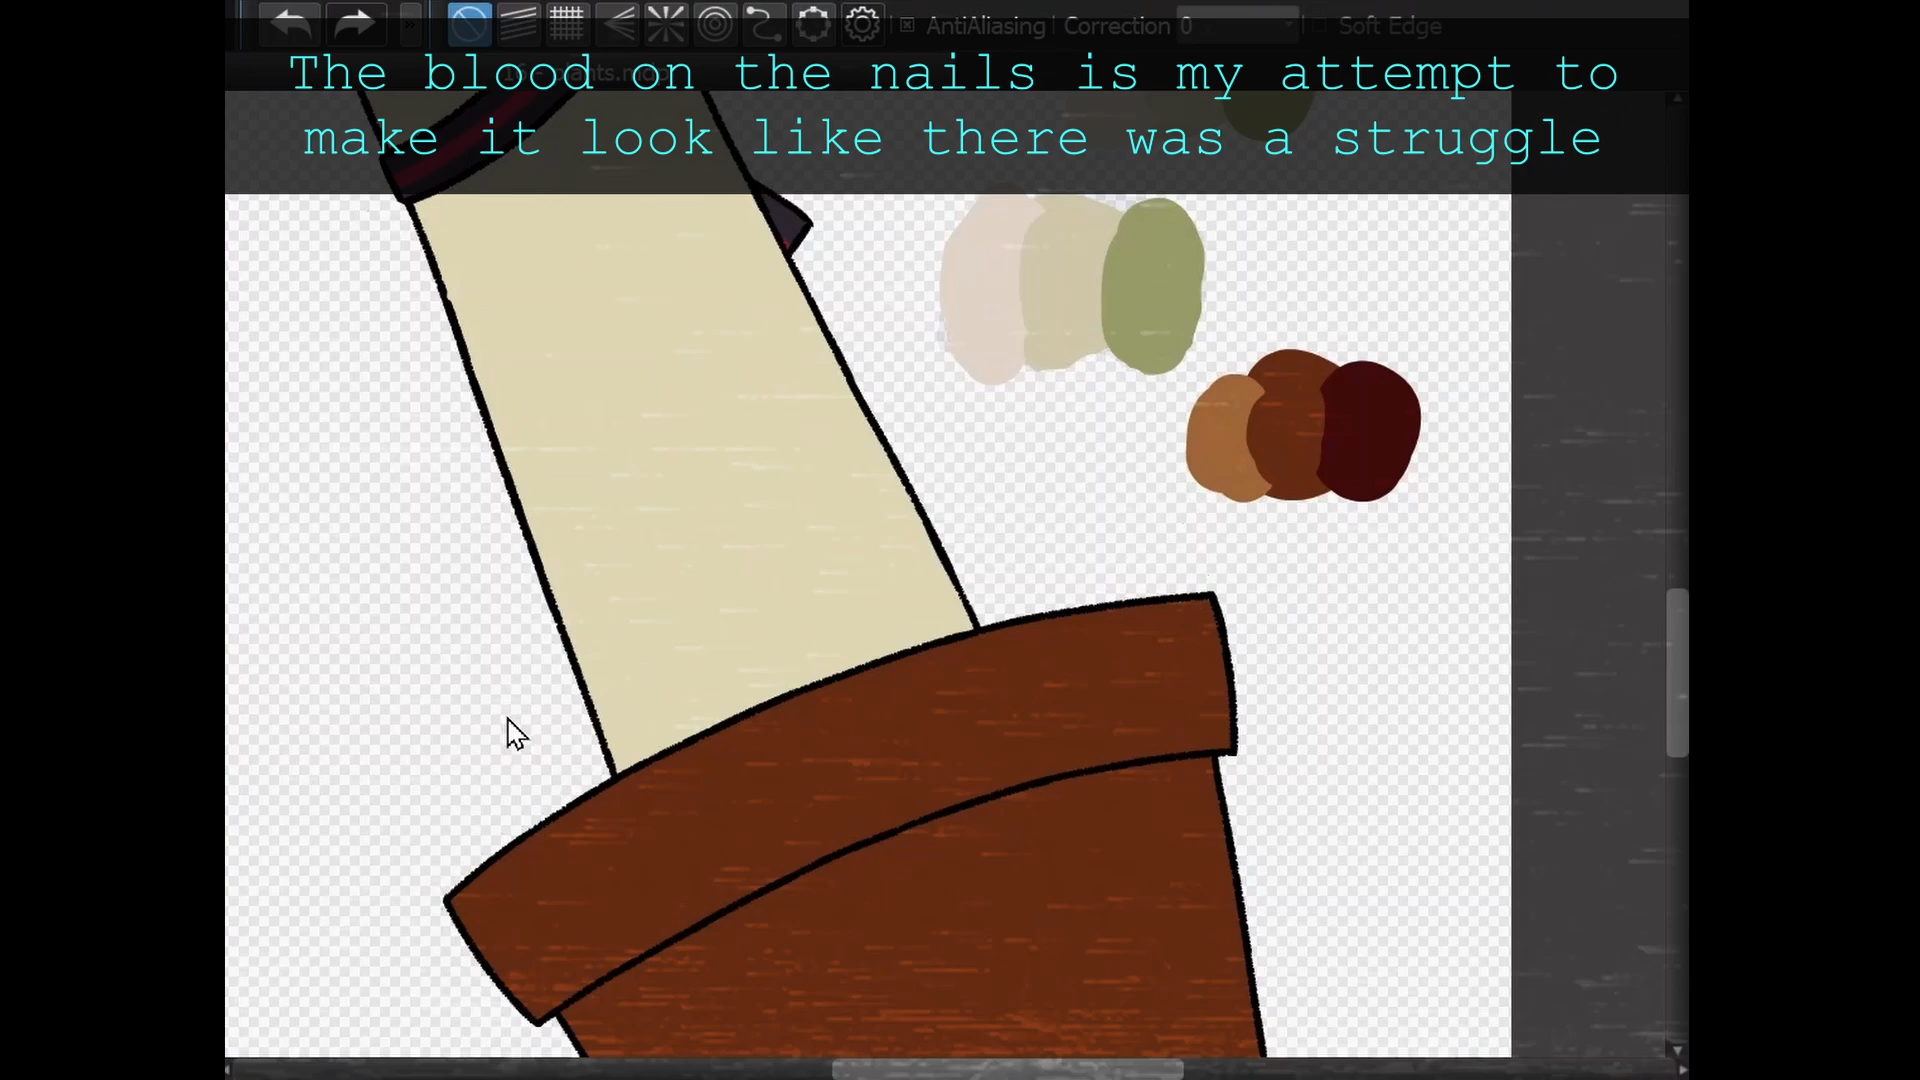 AntiAliasing Correction 0 Soft Edge
The blood on the nails is my attempt to
make it look like there was a struggle